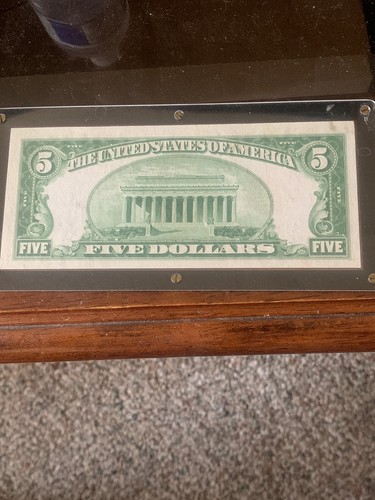 THE UNITED STATES OF AMERICA
5 5
FIVE FIVE DOLLARS FIVE